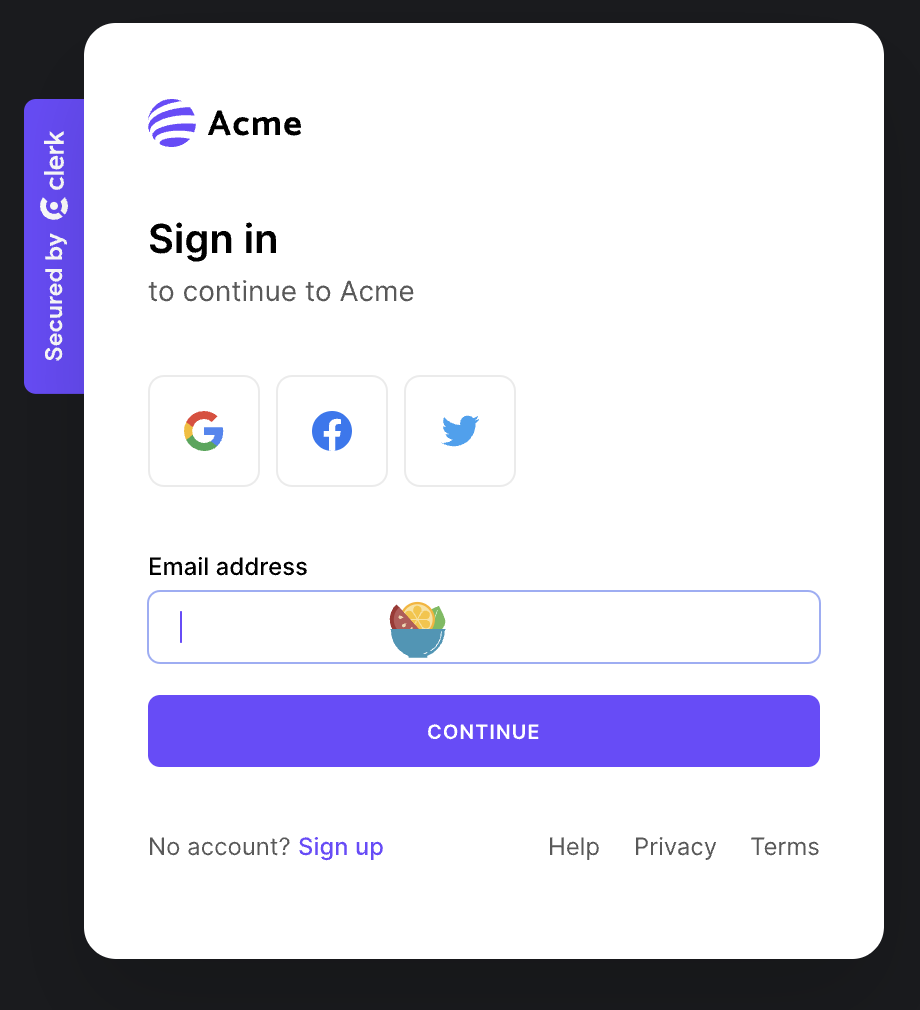 Secured by clerk
Acme
Sign in
to continue to Acme
Email address
CONTINUE
No account? Sign up Help Privacy Terms